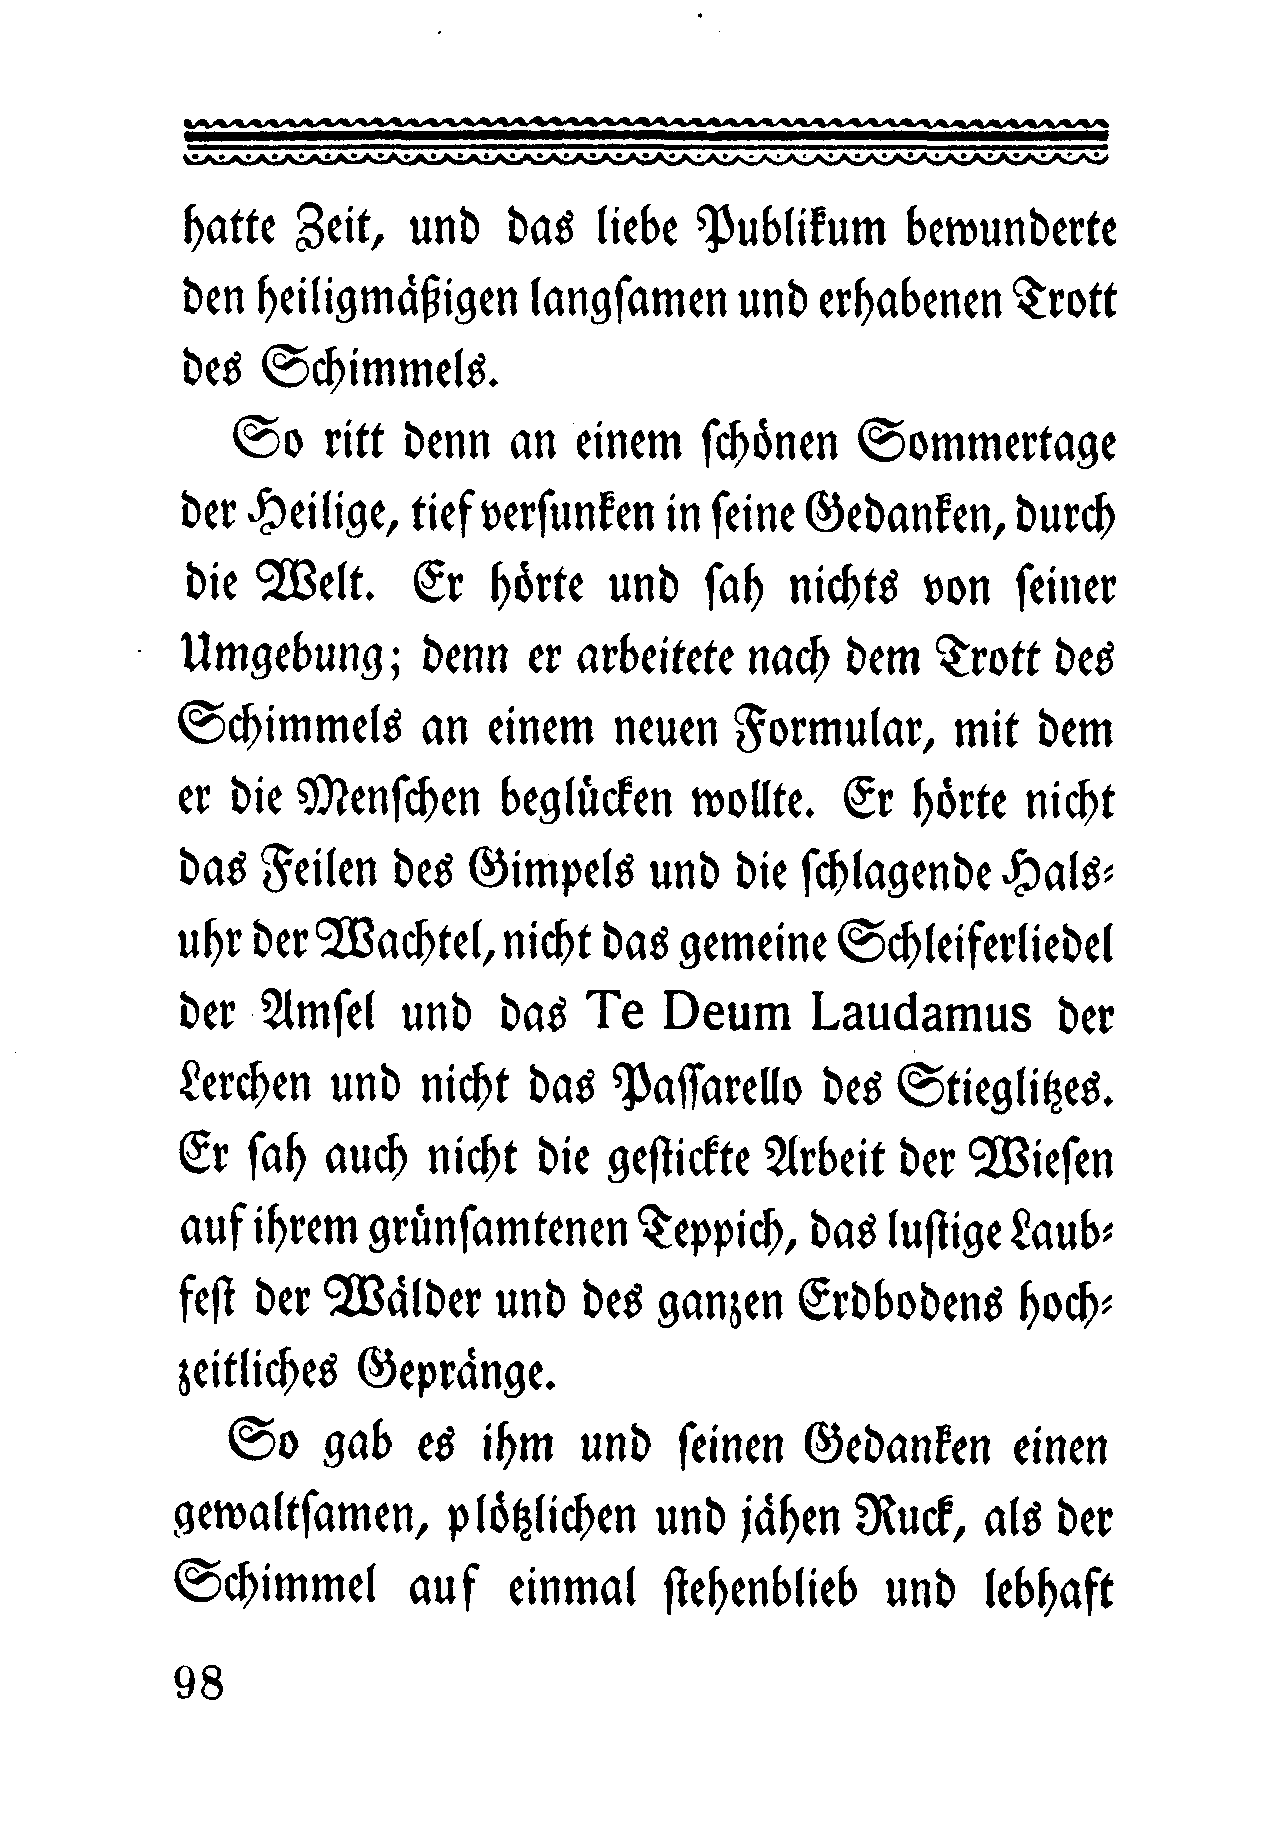 hatte Zeit, und das liebe Publikum bewunderte
den heiligmäßigen langsamen und erhabenen Trott
des Schimmels.
So ritt denn an einem schönen Sommertage
der Heilige, tief versunken in seine Gedanken, durch
die Welt. Er hörte und sah nichts von seiner
Umgebung; denn er arbeitete nach dem Trott des
Schimmels an einem neuen Formular, mit dem
er die Menschen beglücken wollte. Er hörte nicht
das Feilen des Gimpels und die schlagende Hals-
uhr der Wachtel, nicht das gemeine Schleiferliedel
der Amsel und das Te Deum Laudamus der
Lerchen und nicht das Passarello des Stieglitzes.
Er sah auch nicht die gestickte Arbeit der Wiesen
auf ihrem grünsamtenen Teppich, das lustige Laub-
fest der Wälder und des ganzen Erdbodens hoch-
zeitliches Gepränge.
So gab es ihm und seinen Gedanken einen
gewaltsamen, plötzlichen und jähen Ruck, als der
Schimmel auf einmal stehenblieb und lebhaft
98